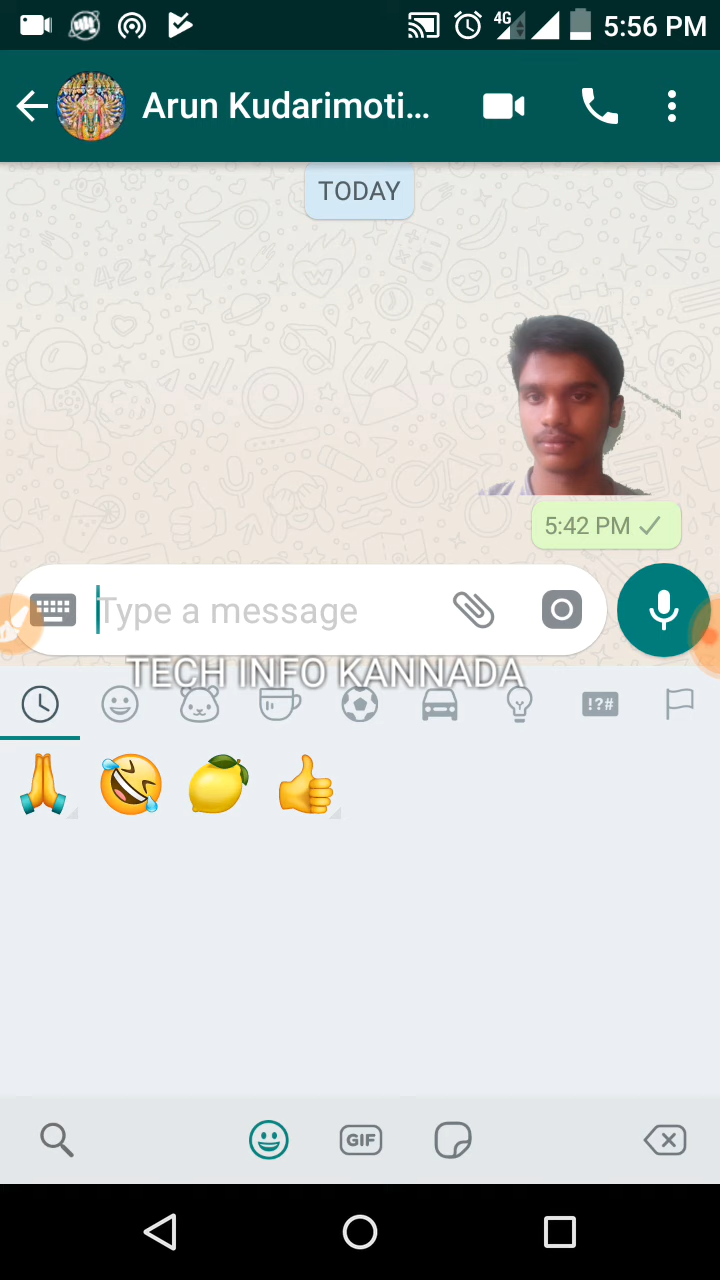 4G 5:56 PM
Arun Kudarimoti...
TODAY
5:42 PM
Type a message
TECH INFO KANNADA
!?#
GIF